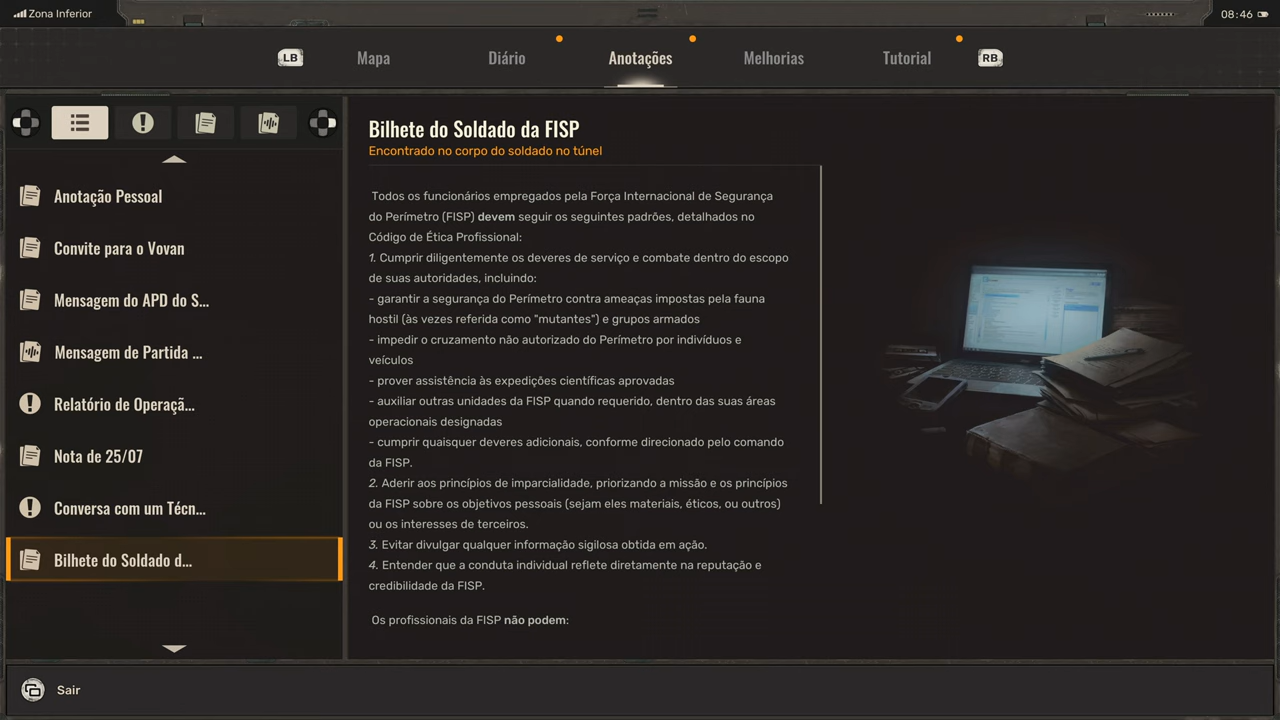 Zona Inferior
08:46
LB
Mapa
Diário
Anotações
Melhorias
Tutorial
RB
Anotação Pessoal
Convite para o Vovan
Mensagem do APD do S...
Mensagem de Partida ...
Relatório de Operaçã...
Nota de 25/07
Conversa com um Técn...
Bilhete do Soldado d...
Bilhete do Soldado da FISP
Encontrado no corpo do soldado no túnel
Todos os funcionários empregados pela Força Internacional de Segurança
do Perímetro (FISP) devem seguir os seguintes padrões, detalhados no
Código de Ética Profissional:
1. Cumprir diligentemente os deveres de serviço e combate dentro do escopo
de suas autoridades, incluindo:
- garantir a segurança do Perímetro contra ameaças impostas pela fauna
hostil (às vezes referida como "mutantes") e grupos armados
- impedir o cruzamento não autorizado do Perímetro por indivíduos e
veículos
- prover assistência às expedições científicas aprovadas
- auxiliar outras unidades da FISP quando requerido, dentro das suas áreas
operacionais designadas
- cumprir quaisquer deveres adicionais, conforme direcionado pelo comando
da FISP.
2. Aderir aos princípios de imparcialidade, priorizando a missão e os princípios
da FISP sobre os objetivos pessoais (sejam eles materiais, éticos, ou outros)
ou os interesses de terceiros.
3. Evitar divulgar qualquer informação sigilosa obtida em ação.
4. Entender que a conduta individual reflete diretamente na reputação e
credibilidade da FISP.
Os profissionais da FISP não podem:
Sair